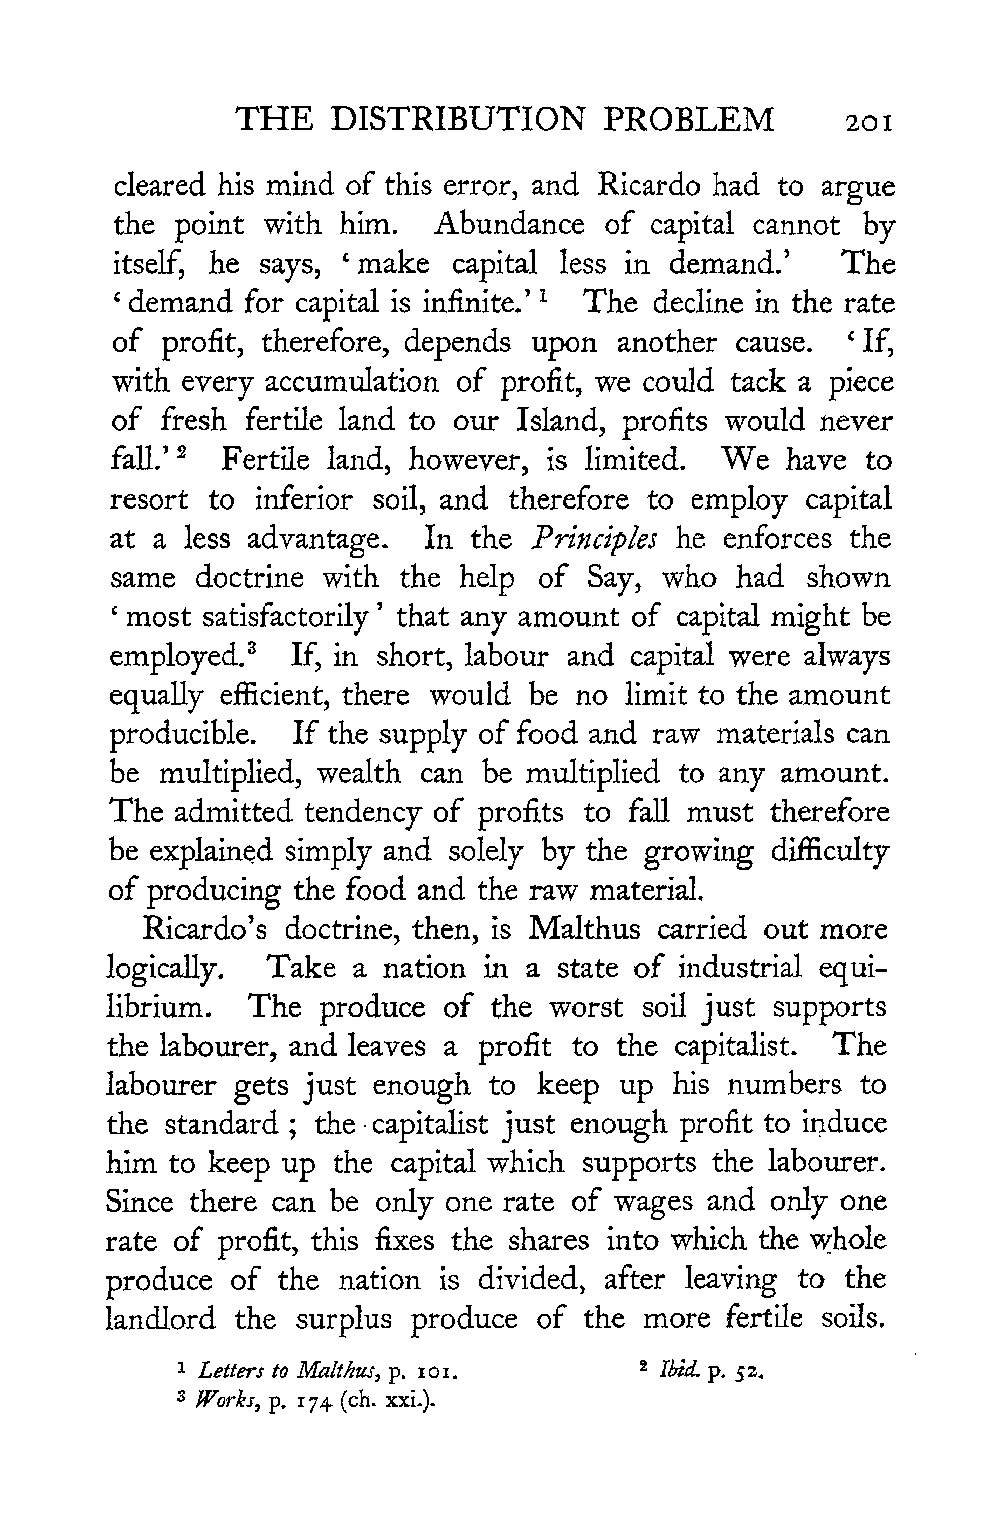 THE DISTRIBUTION PROBLEM 201
cleared his mind of this error, and Ricardo had to argue
the point with him. Abundance of capital cannot by
itself, he says, ‘ make capital less in demand.’ The
‘ demand for capital is infinite.’ ¹ The decline in the rate
of profit, therefore, depends upon another cause. ‘ If,
with every accumulation of profit, we could tack a piece
of fresh fertile land to our Island, profits would never
fall.’ ² Fertile land, however, is limited. We have to
resort to inferior soil, and therefore to employ capital
at a less advantage. In the Principles he enforces the
same doctrine with the help of Say, who had shown
‘ most satisfactorily ’ that any amount of capital might be
employed.³ If, in short, labour and capital were always
equally efficient, there would be no limit to the amount
producible. If the supply of food and raw materials can
be multiplied, wealth can be multiplied to any amount.
The admitted tendency of profits to fall must therefore
be explained simply and solely by the growing difficulty
of producing the food and the raw material.
Ricardo’s doctrine, then, is Malthus carried out more
logically. Take a nation in a state of industrial equi-
librium. The produce of the worst soil just supports
the labourer, and leaves a profit to the capitalist. The
labourer gets just enough to keep up his numbers to
the standard ; the capitalist just enough profit to induce
him to keep up the capital which supports the labourer.
Since there can be only one rate of wages and only one
rate of profit, this fixes the shares into which the whole
produce of the nation is divided, after leaving to the
landlord the surplus produce of the more fertile soils.
¹ Letters to Malthus, p. 101. ² Ibid. p. 52.
³ Works, p. 174 (ch. xxi.).